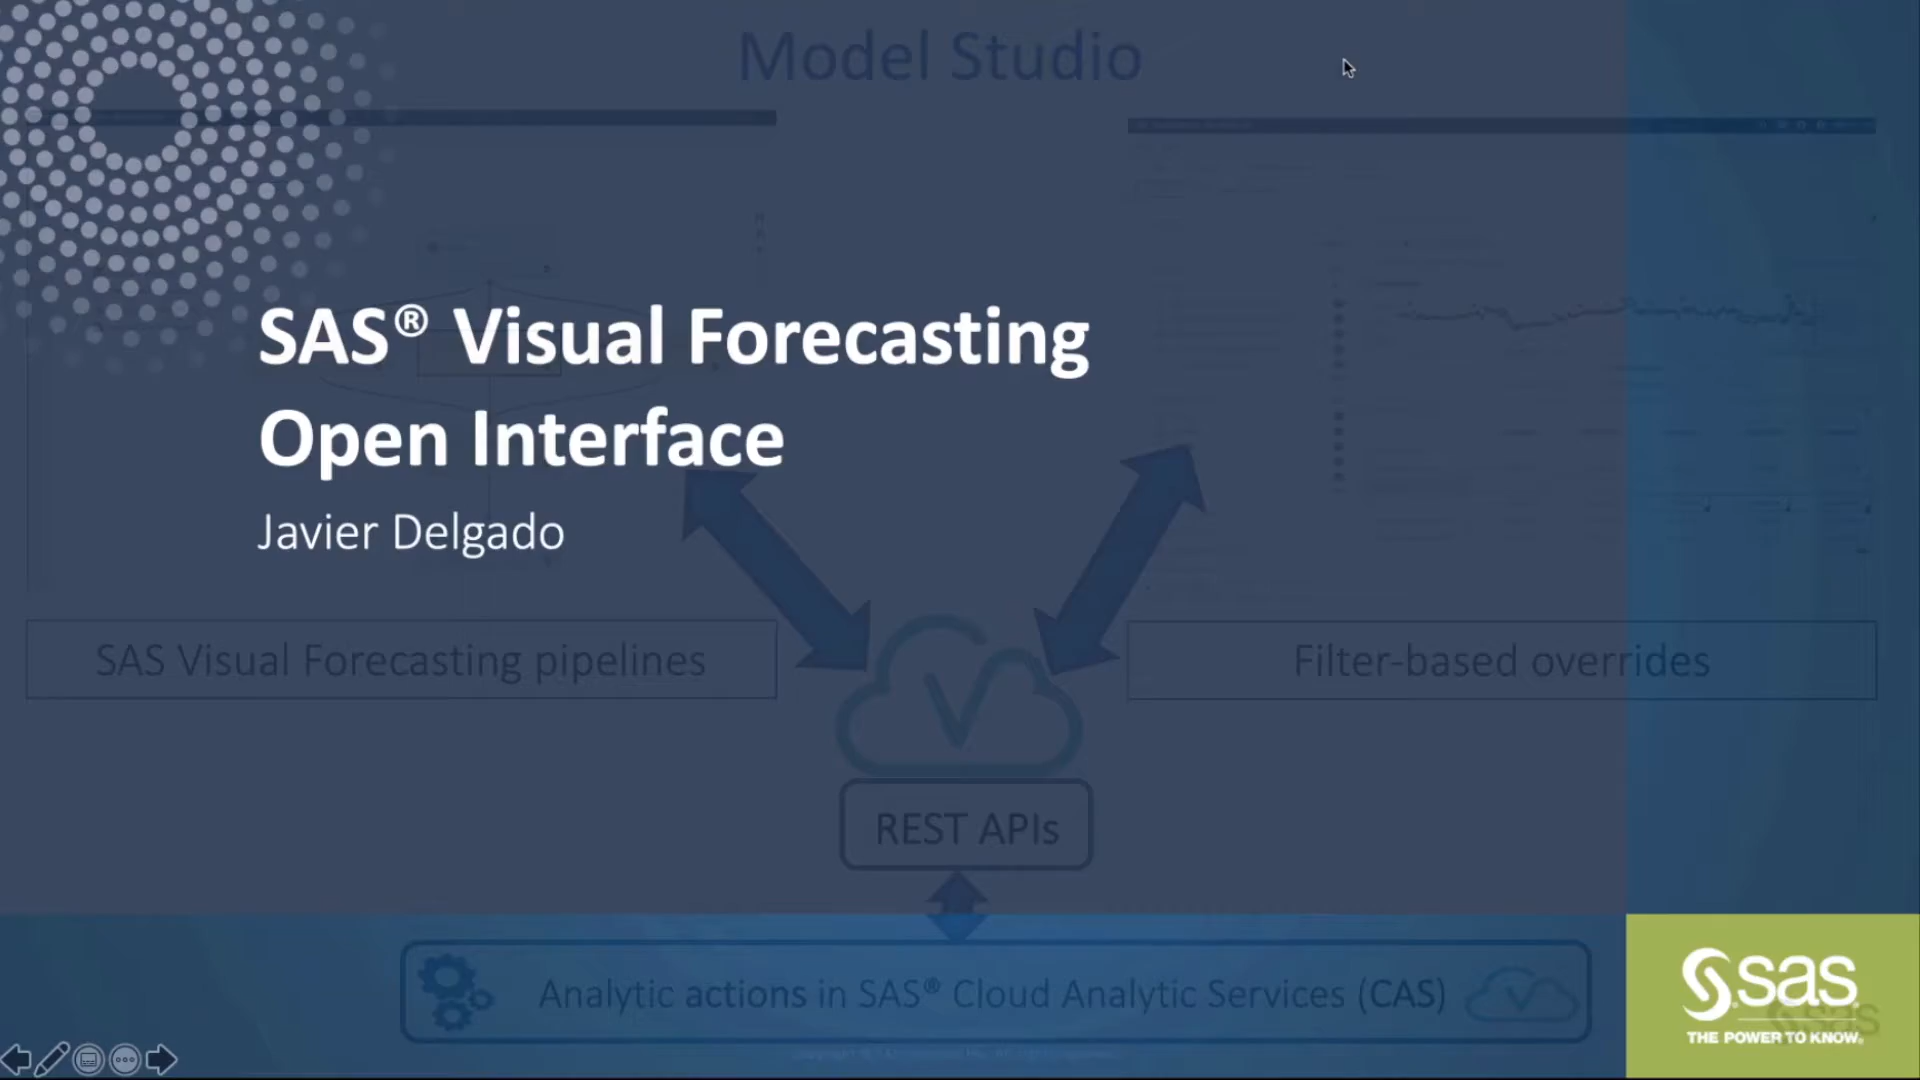 Model Studio
SAS® Visual Forecasting
Open Interface
Javier Delgado
SAS Visual Forecasting pipelines
Filter-based overrides
REST APIs
Analytic actions in SAS® Cloud Analytic Services (CAS)
sas
THE POWER TO KNOW®
sas